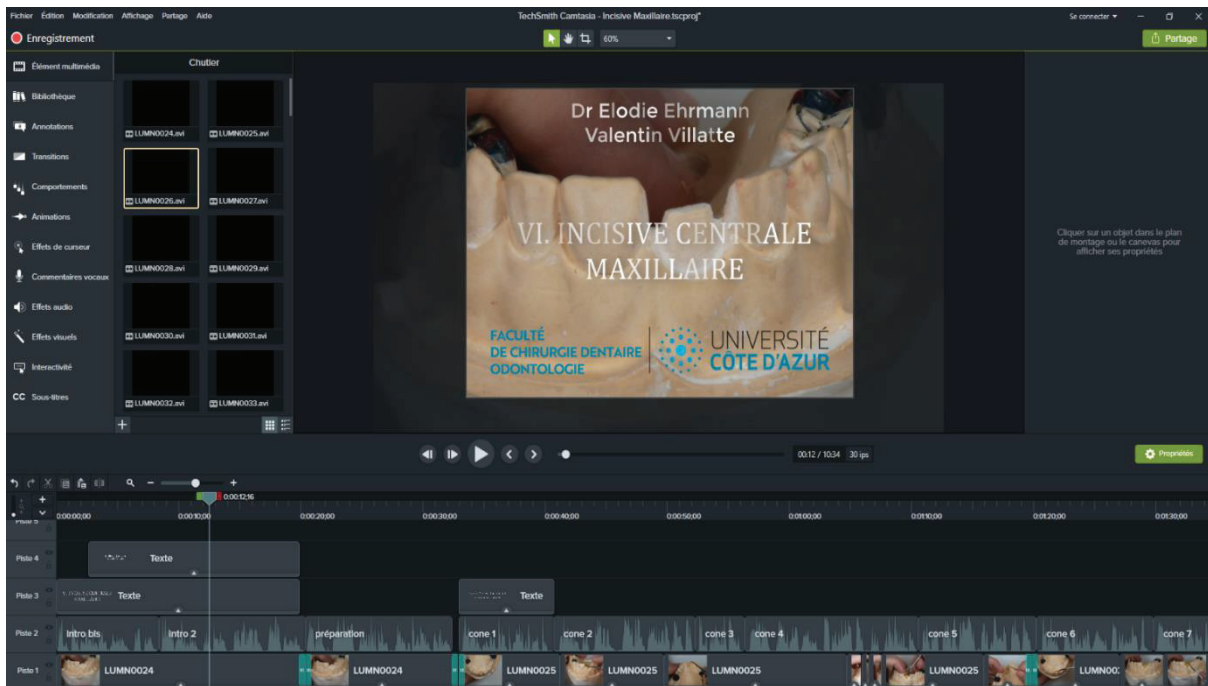 Fichier Édition Modification Affichage Partage Aide
TechSmith Camtasia - Incisive Maxillaire.tscproj*
Se connecter
Enregistrement
60%
Partage
Élément multimédia
Bibliothèque
Annotations
Transitions
Comportements
Animations
Effets de curseur
Commentaires vocaux
Effets audio
Effets visuels
Interactivité
CC Sous-titres
Chutier
LUMN0024.avi LUMN0025.avi
LUMN0026.avi LUMN0027.avi
LUMN0028.avi LUMN0029.avi
LUMN0030.avi LUMN0031.avi
LUMN0032.avi LUMN0033.avi
Dr Elodie Ehrmann
Valentin Villatte
VI. INCISIVE CENTRALE
MAXILLAIRE
FACULTÉ
DE CHIRURGIE DENTAIRE
ODONTOLOGIE
UNIVERSITÉ
CÔTE D'AZUR
Cliquer sur un objet dans le plan
de montage ou le canevas pour
afficher ses propriétés
00:12 / 10:34 30 ips
Propriétés
0:00:12;16
0:00:00;00 0:00:10;00 0:00:20;00 0:00:30;00 0:00:40;00 0:00:50;00 0:01:00;00 0:01:10;00 0:01:20;00 0:01:30;00
Piste 5
Piste 4 Texte
Piste 3 Texte Texte
Piste 2 Intro bls intro 2 préparation cone 1 cone 2 cone 3 cone 4 cone 5 cone 6 cone 7
Piste 1 LUMN0024 LUMN0024 LUMN0025 LUMN0025 LUMN0025 LUMN0025 LUMN00: